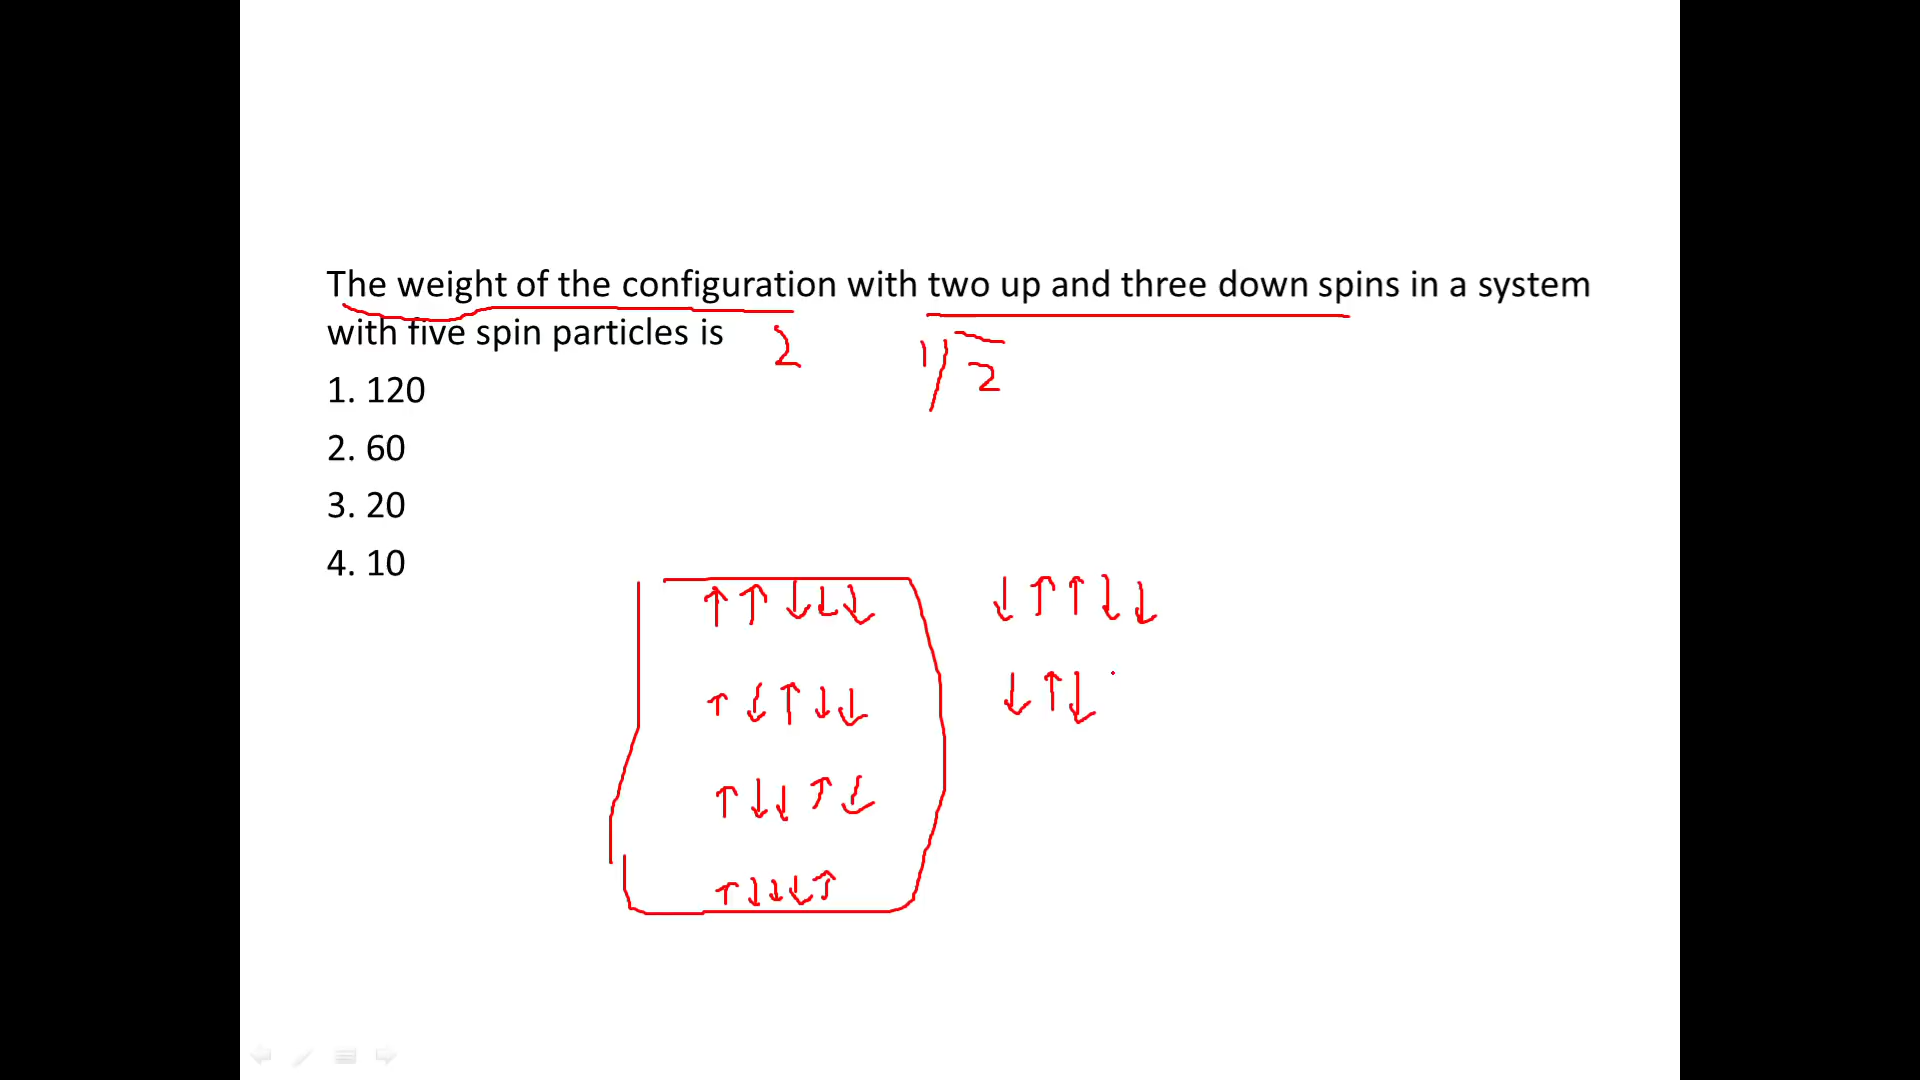 The weight of the configuration with two up and three down spins in a system
with five spin particles is
2
1/2
1. 120
2. 60
3. 20
4. 10
↑ ↑ ↓ ↓ ↓
↑ ↓ ↑ ↓ ↓
↑ ↓ ↓ ↑ ↓
↑ ↓ ↓ ↓ ↑
↓ ↑ ↑ ↓ ↓
↓ ↑ ↓